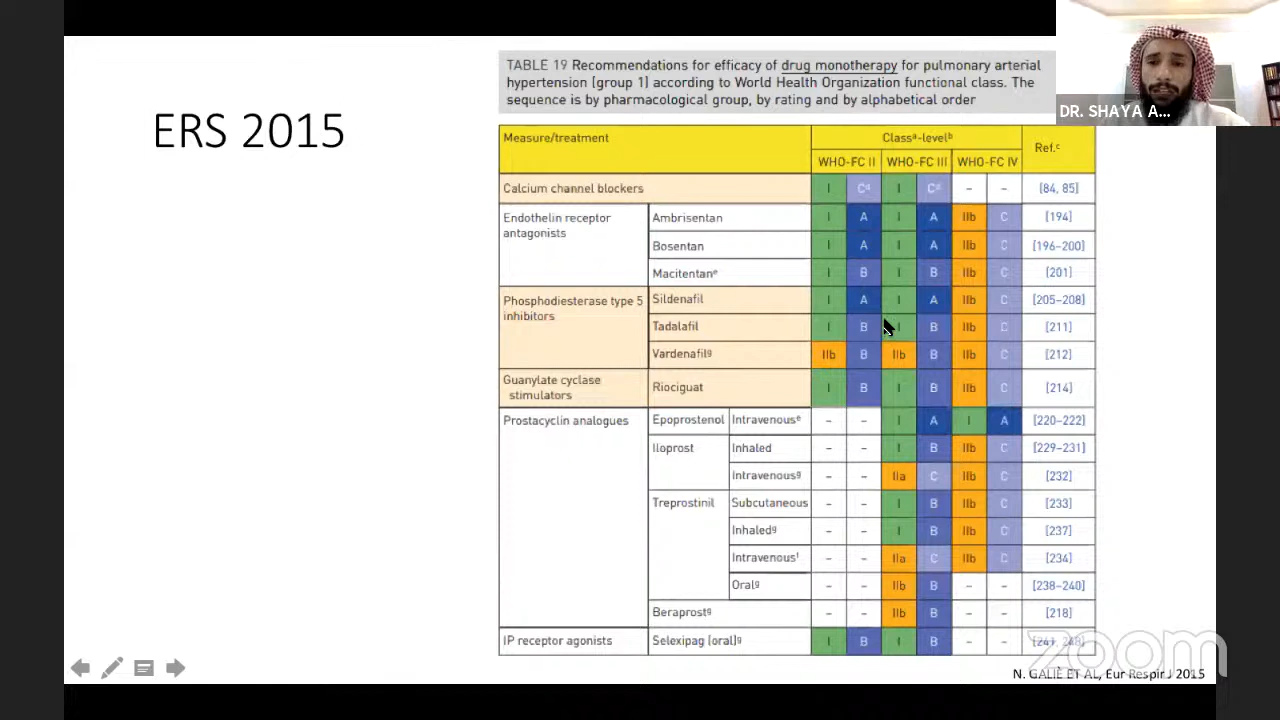 ERS 2015
TABLE 19 Recommendations for efficacy of drug monotherapy for pulmonary arterial
hypertension [group 1] according to World Health Organization functional class. The
sequence is by pharmacological group, by rating and by alphabetical order
DR. SHAYA A...
Measure/treatment Classᵃ-levelᵇ Ref.ᶜ
WHO-FC II WHO-FC III WHO-FC IV
Calcium channel blockers I Cᵈ I Cᵈ – – [84, 85]
Endothelin receptor antagonists Ambrisentan I A I A IIb C [194]
Bosentan I A I A IIb C [196–200]
Macitentanᵉ I B I B IIb C [201]
Phosphodiesterase type 5 inhibitors Sildenafil I A I A IIb C [205–208]
Tadalafil I B I B IIb C [211]
Vardenafilᵍ IIb B IIb B IIb C [212]
Guanylate cyclase stimulators Riociguat I B I B IIb C [214]
Prostacyclin analogues Epoprostenol Intravenousᵉ – – I A I A [220–222]
Iloprost Inhaled – – I B IIb C [229–231]
Intravenousᵍ – – IIa C IIb C [232]
Treprostinil Subcutaneous – – I B IIb C [233]
Inhaledᵍ – – I B IIb C [237]
Intravenousᶠ – – IIa C IIb C [234]
Oralᵍ – – IIb B – – [238–240]
Beraprostᵍ – – IIb B – – [218]
IP receptor agonists Selexipag (oral)ᵍ I B I B – –
zoom
N. GALIÈ ET AL, Eur Respir J 2015